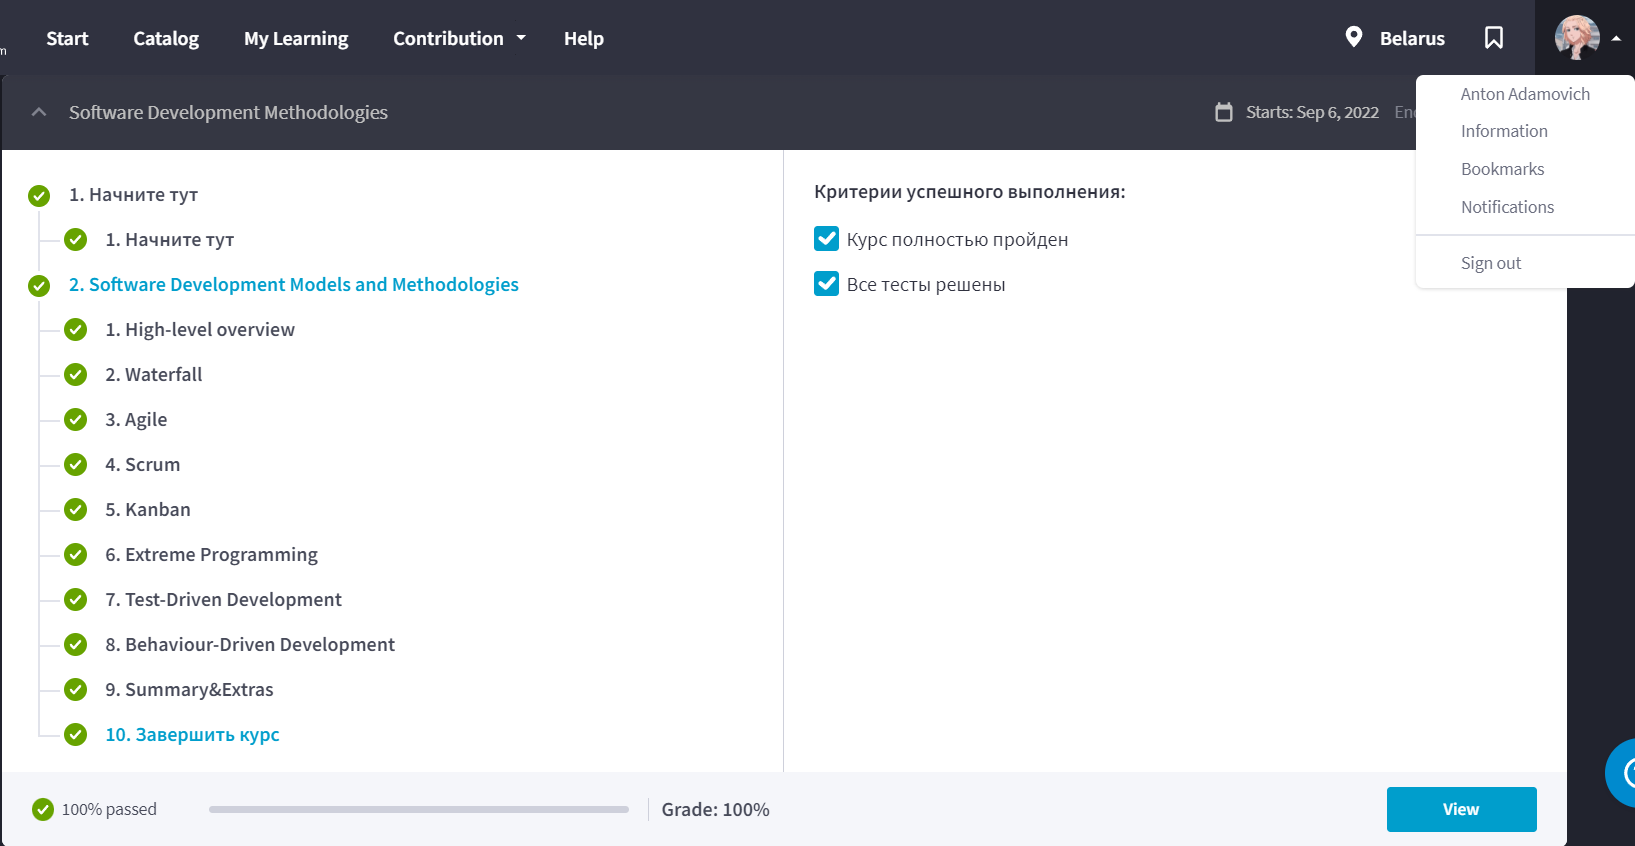 Start Catalog My Learning Contribution Help Belarus
Software Development Methodologies Starts: Sep 6, 2022
Anton Adamovich
Information
Bookmarks
Notifications
Sign out
1. Начните тут
1. Начните тут
2. Software Development Models and Methodologies
1. High-level overview
2. Waterfall
3. Agile
4. Scrum
5. Kanban
6. Extreme Programming
7. Test-Driven Development
8. Behaviour-Driven Development
9. Summary&Extras
10. Завершить курс
Критерии успешного выполнения:
Курс полностью пройден
Все тесты решены
100% passed Grade: 100% View